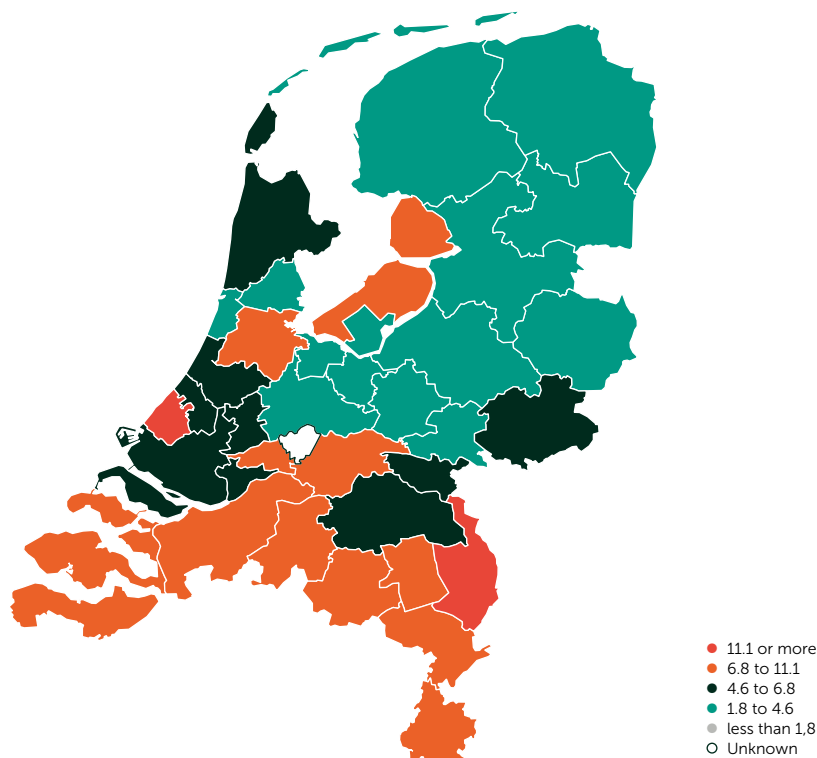 11.1 or more
6.8 to 11.1
4.6 to 6.8
1.8 to 4.6
less than 1,8
Unknown